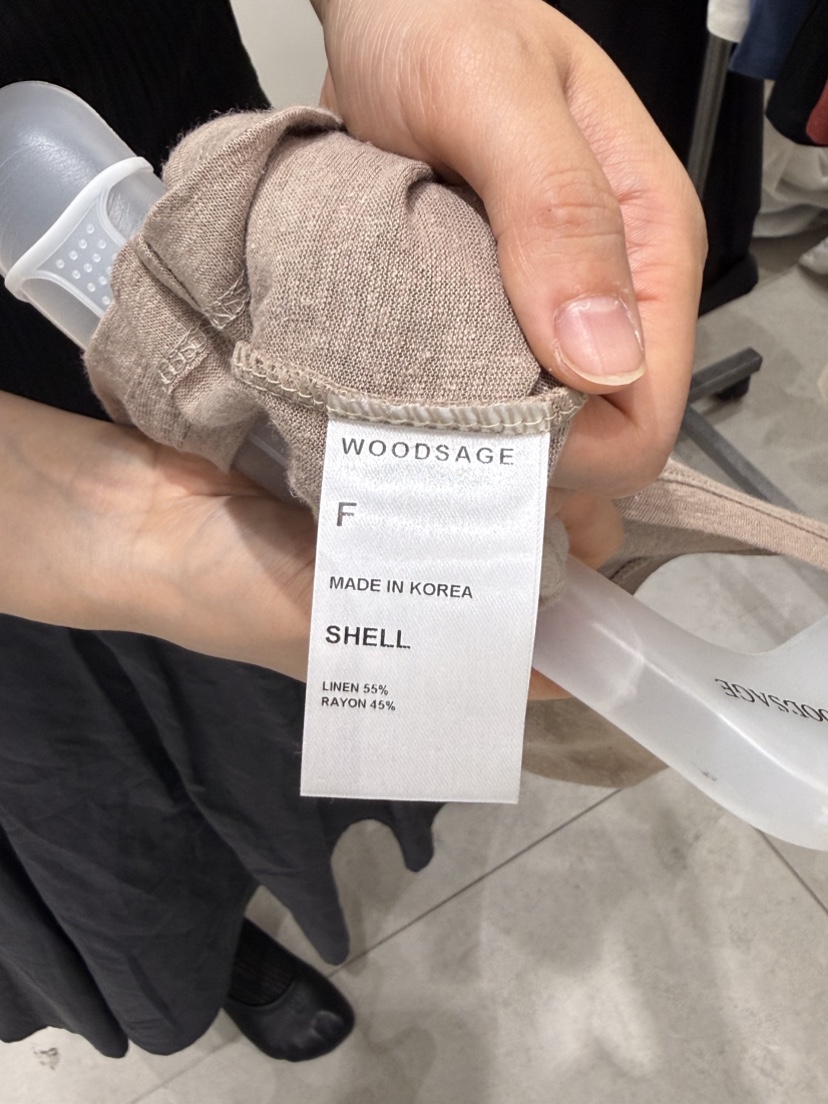 WOODSAGE
F
MADE IN KOREA
SHELL
LINEN 55%
RAYON 45%
WOODSAGE